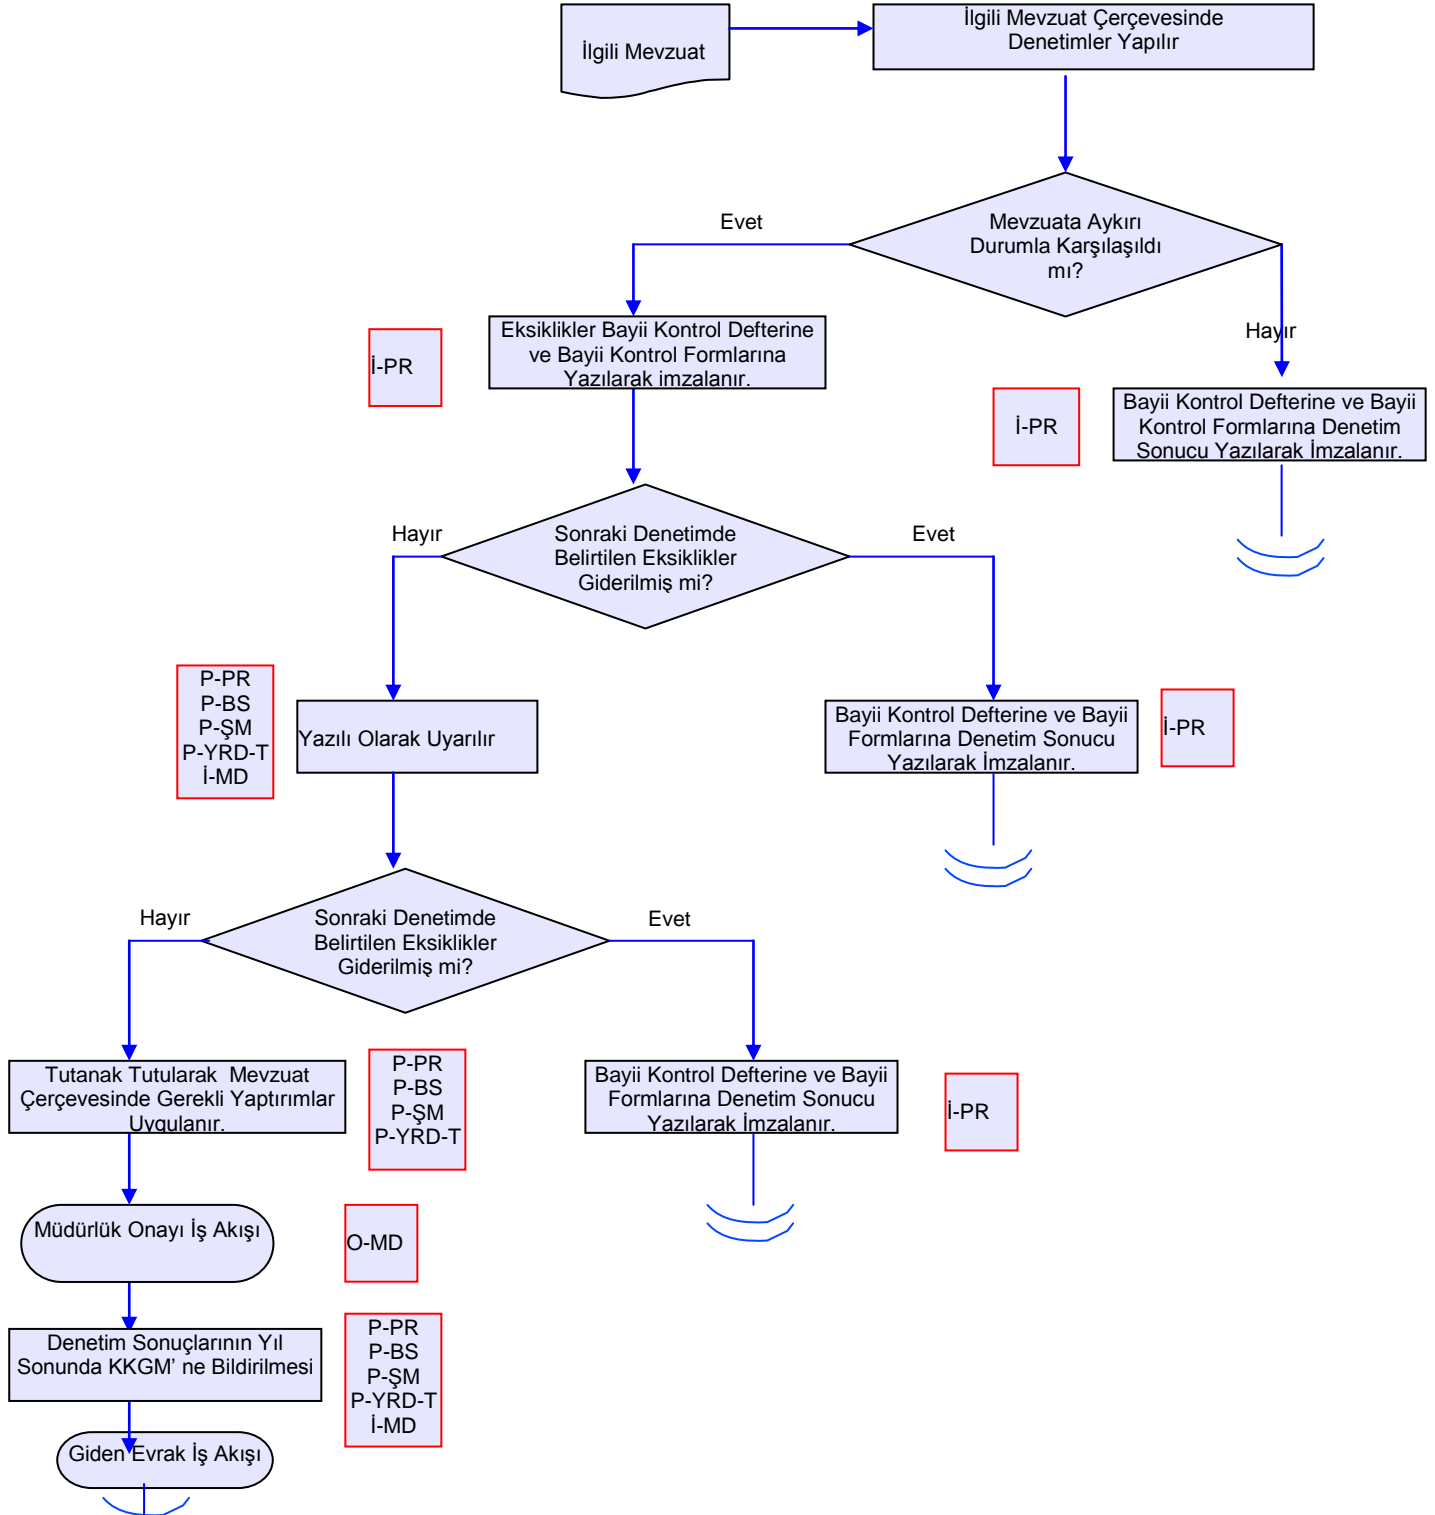 İlgili Mevzuat
İlgili Mevzuat Çerçevesinde
Denetimler Yapılır
Mevzuata Aykırı
Durumla Karşılaşıldı
mı?
Evet
Hayır
İ-PR
Eksiklikler Bayii Kontrol Defterine
ve Bayii Kontrol Formlarına
Yazılarak imzalanır.
İ-PR
Bayii Kontrol Defterine ve Bayii
Kontrol Formlarına Denetim
Sonucu Yazılarak İmzalanır.
Hayır
Sonraki Denetimde
Belirtilen Eksiklikler
Giderilmiş mi?
Evet
P-PR
P-BS
P-ŞM
P-YRD-T
İ-MD
Yazılı Olarak Uyarılır
Bayii Kontrol Defterine ve Bayii
Formlarına Denetim Sonucu
Yazılarak İmzalanır.
İ-PR
Hayır
Sonraki Denetimde
Belirtilen Eksiklikler
Giderilmiş mi?
Evet
Tutanak Tutularak Mevzuat
Çerçevesinde Gerekli Yaptırımlar
Uygulanır.
P-PR
P-BS
P-ŞM
P-YRD-T
Bayii Kontrol Defterine ve Bayii
Formlarına Denetim Sonucu
Yazılarak İmzalanır.
İ-PR
Müdürlük Onayı İş Akışı
O-MD
Denetim Sonuçlarının Yıl
Sonunda KKGM’ ne Bildirilmesi
P-PR
P-BS
P-ŞM
P-YRD-T
İ-MD
Giden Evrak İş Akışı